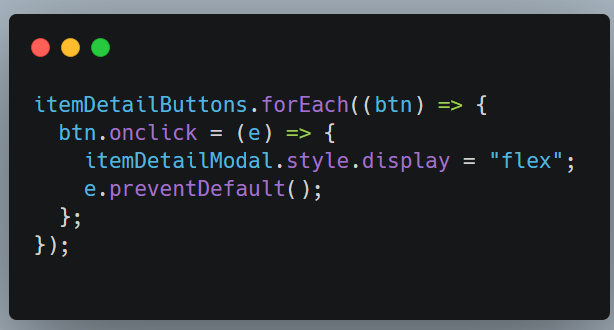 itemDetailButtons.forEach((btn) => {
  btn.onclick = (e) => {
    itemDetailModal.style.display = "flex";
    e.preventDefault();
  };
});